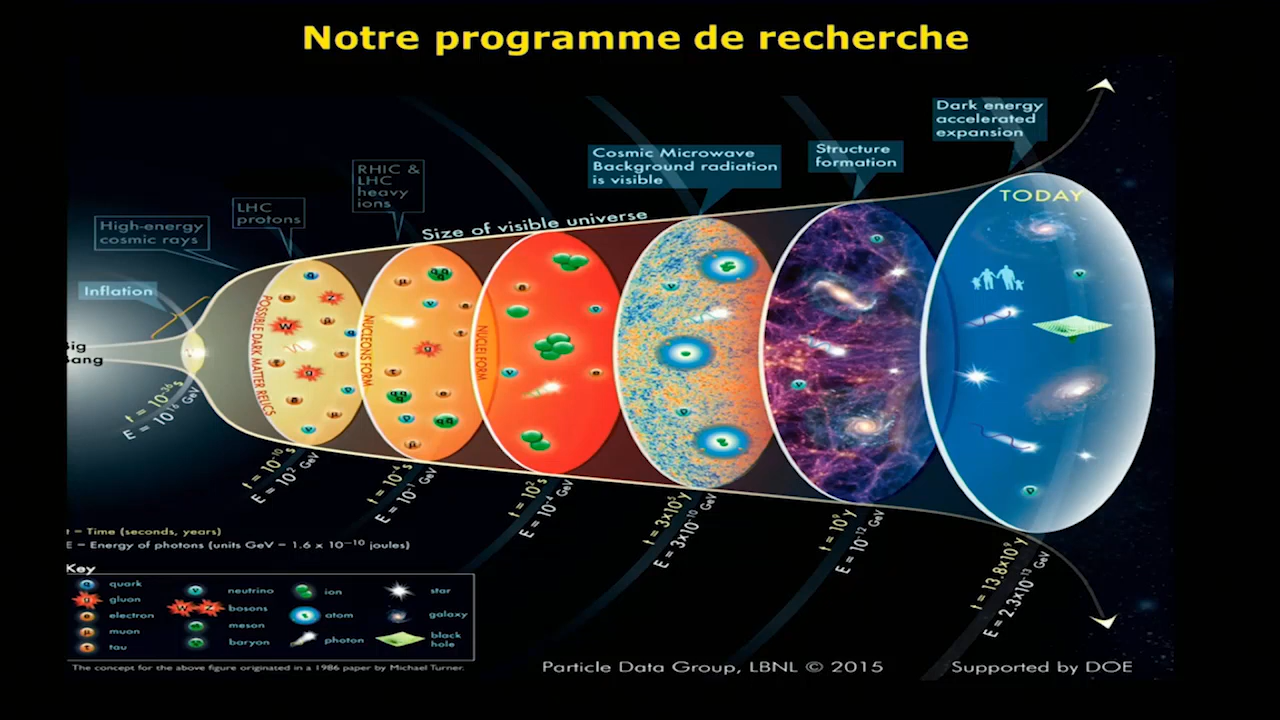 Notre programme de recherche
Dark energy
accelerated
expansion
Structure
formation
Cosmic Microwave
Background radiation
is visible
RHIC &
LHC
heavy
ions
LHC
protons
High-energy
cosmic rays
Inflation
Size of visible universe
TODAY
Big
Bang
POSSIBLE DARK MATTER RELICS
NUCLEONS FORM
NUCLEI FORM
t = 10⁻³⁶ s
E = 10¹⁶ GeV
t = 10⁻¹⁰ s
E = 10² GeV
t = 10⁻⁴ s
E = 10⁻¹ GeV
t = 10² s
E = 10⁻⁴ GeV
t = 3x10⁵ y
E = 3x10⁻¹⁰ GeV
t = 10⁹ y
E = 10⁻¹² GeV
t = 13.8x10⁹ y
E = 2.3x10⁻¹³ GeV
t = Time (seconds, years)
E = Energy of photons (units GeV = 1.6 x 10⁻¹⁰ joules)
Key
q quark
g gluon
e electron
μ muon
τ tau
ν neutrino
W Z bosons
meson
baryon
ion
atom
photon
star
galaxy
black
hole
The concept for the above figure originated in a 1986 paper by Michael Turner.
Particle Data Group, LBNL © 2015
Supported by DOE